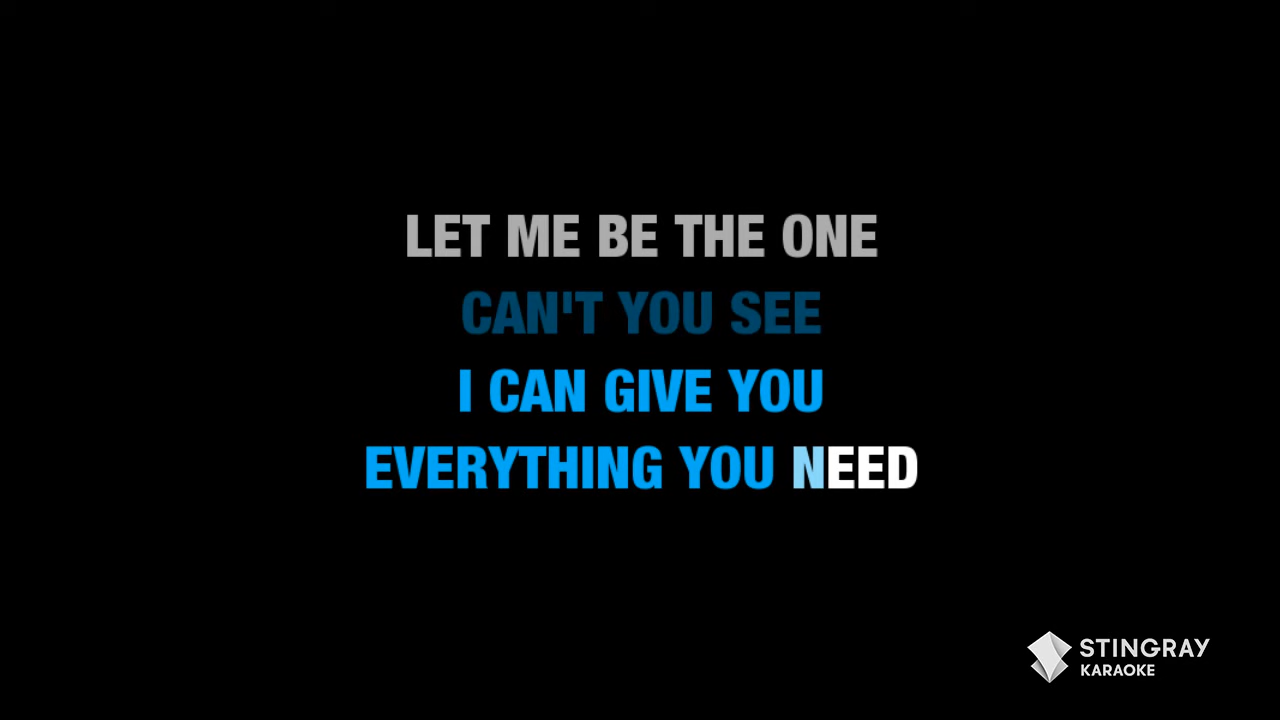 LET ME BE THE ONE
CAN'T YOU SEE
I CAN GIVE YOU
EVERYTHING YOU NEED
STINGRAY
KARAOKE